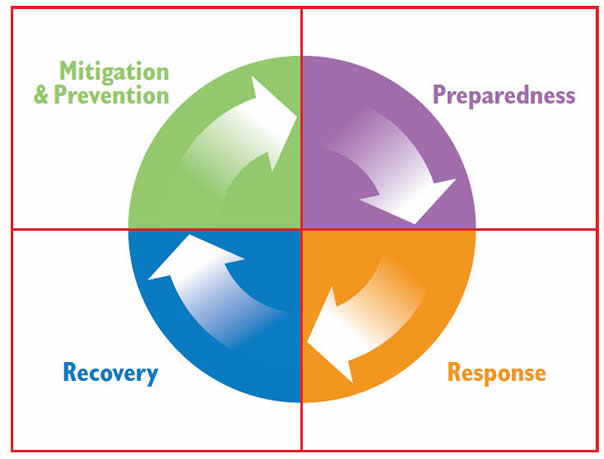 Mitigation
& Prevention
Preparedness
Recovery
Response